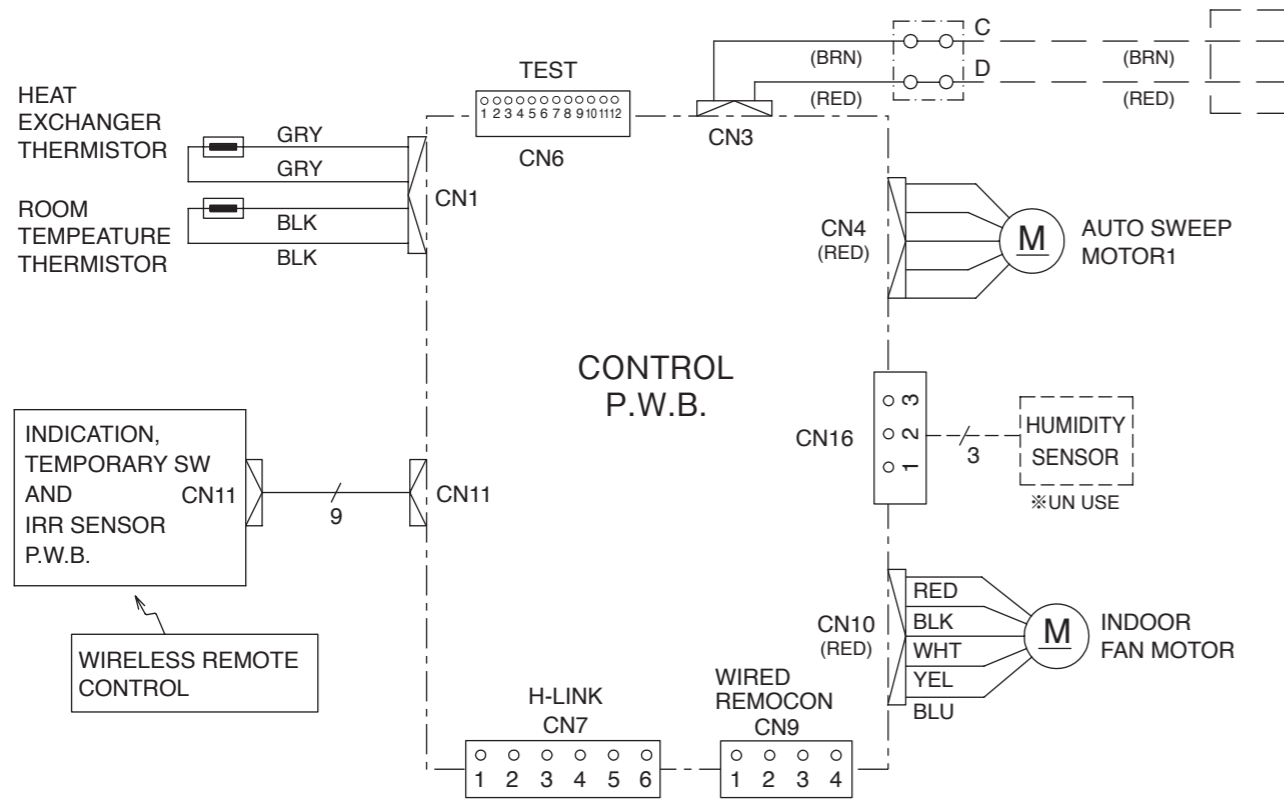 C
(BRN)
(BRN)
D
(RED)
(RED)
TEST
1 2 3 4 5 6 7 8 9 10 11 12
CN6
CN3
HEAT
EXCHANGER
THERMISTOR
GRY
GRY
CN1
ROOM
TEMPEATURE
THERMISTOR
BLK
BLK
CN4
(RED)
M
AUTO SWEEP
MOTOR1
CONTROL
P.W.B.
CN16
3
2
1
3
HUMIDITY
SENSOR
※UN USE
INDICATION,
TEMPORARY SW
AND
IRR SENSOR
P.W.B.
CN11
9
CN11
WIRELESS REMOTE
CONTROL
CN10
(RED)
RED
BLK
WHT
YEL
BLU
M
INDOOR
FAN MOTOR
H-LINK
CN7
1 2 3 4 5 6
WIRED
REMOCON
CN9
1 2 3 4